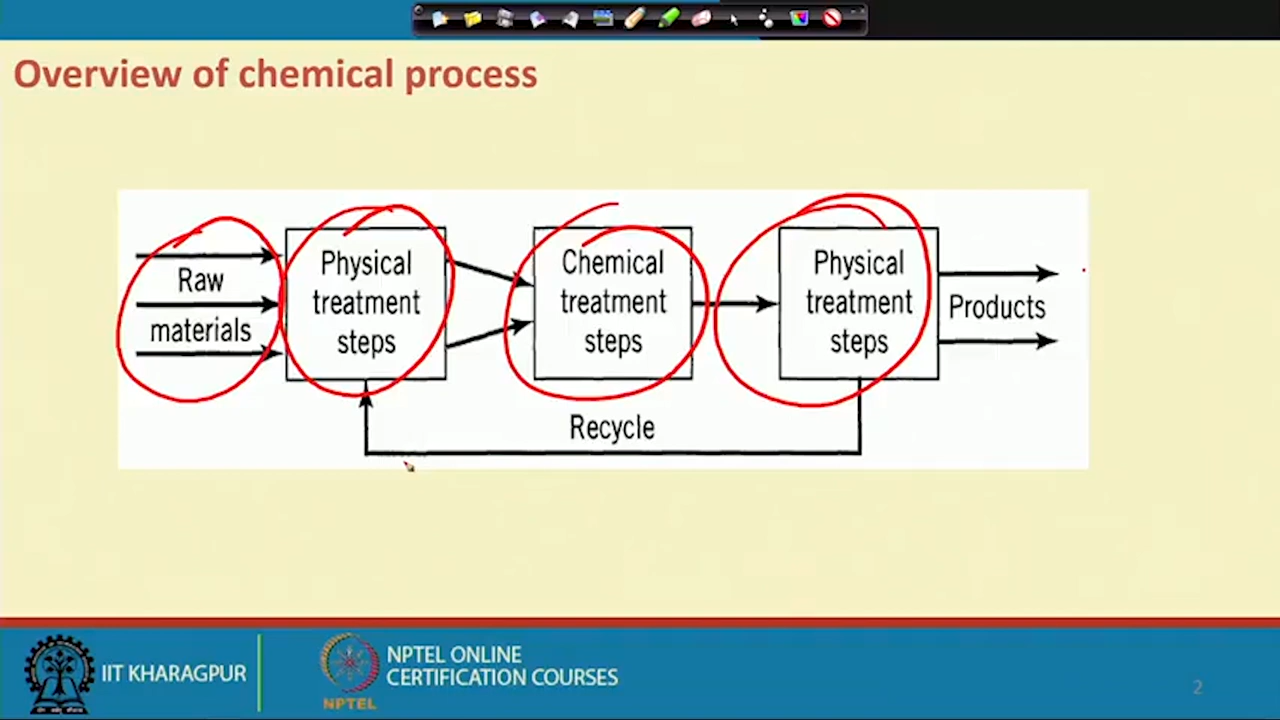 Overview of chemical process
Raw
materials
Physical
treatment
steps
Chemical
treatment
steps
Physical
treatment
steps
Products
Recycle
IIT KHARAGPUR
NPTEL
NPTEL ONLINE
CERTIFICATION COURSES
2